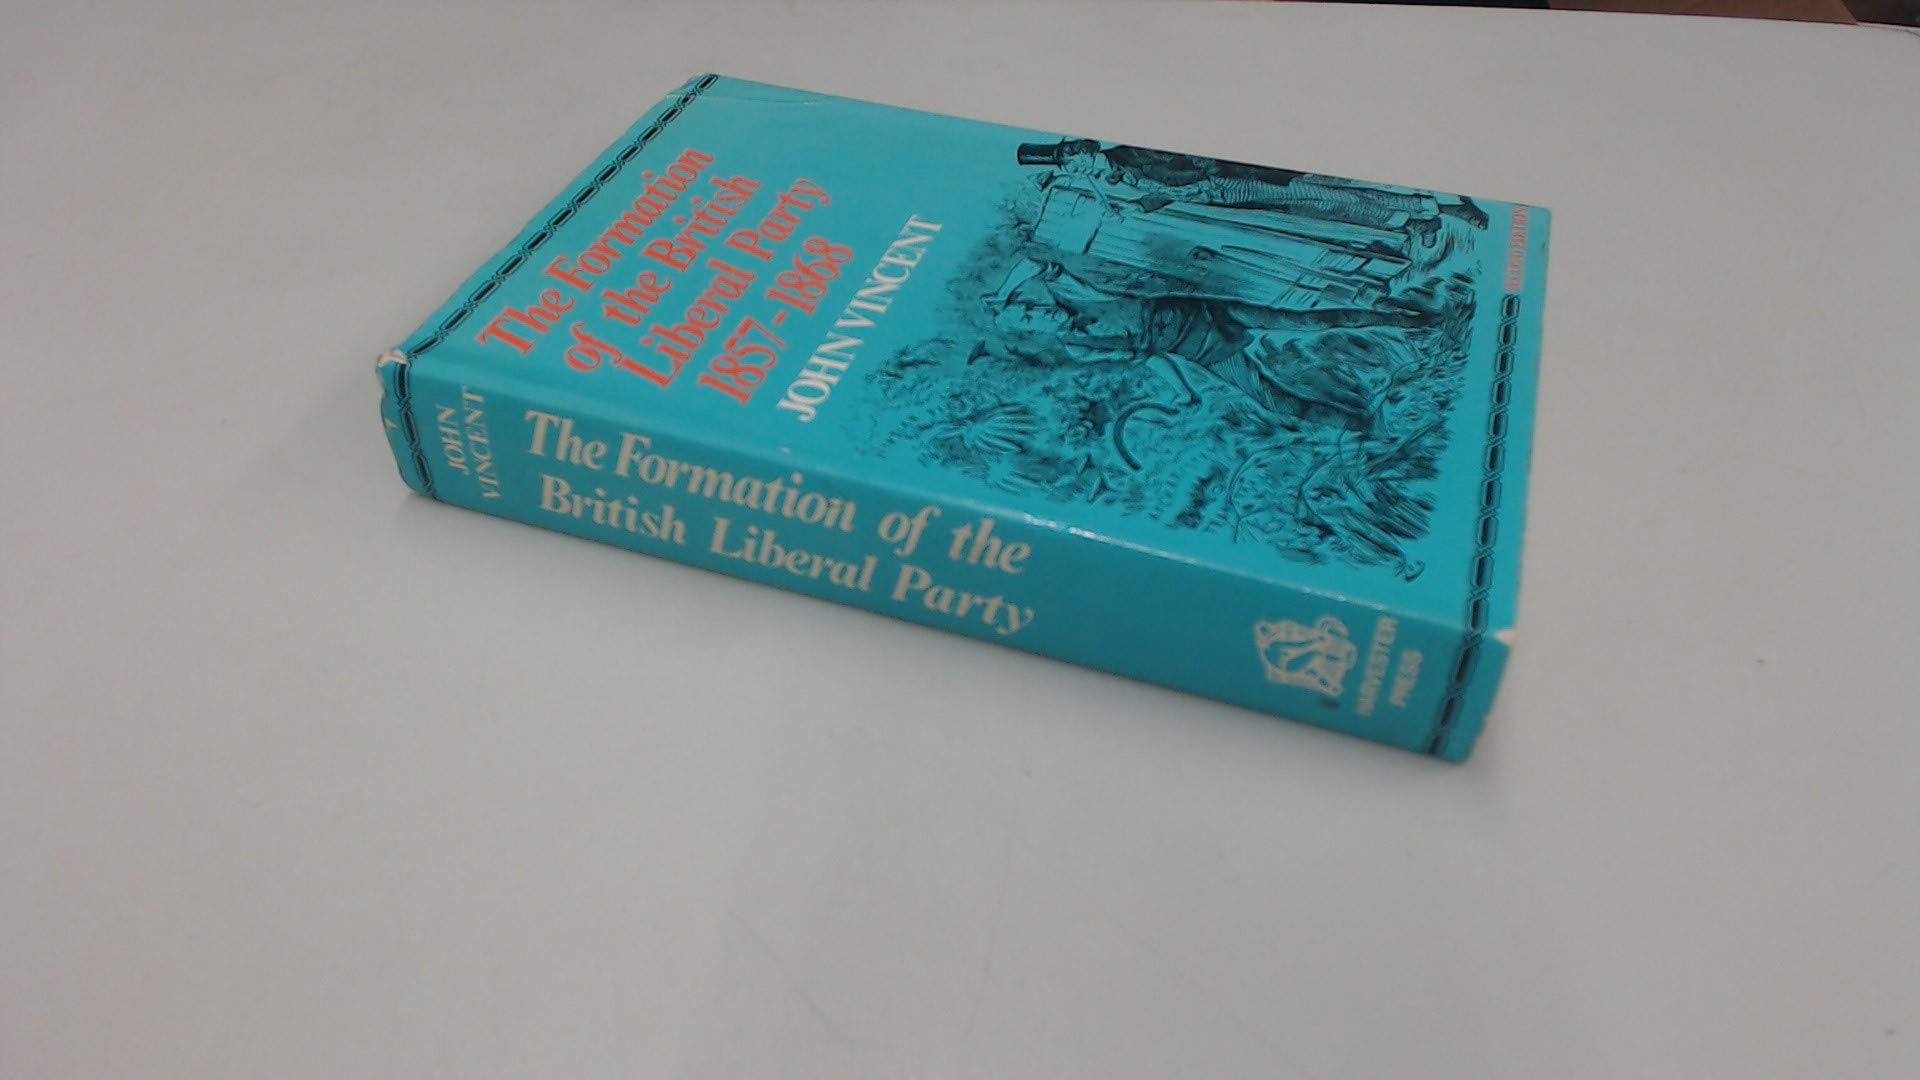 The Formation
of the British
Liberal Party
1857-1868
JOHN VINCENT
JOHN
VINCENT
The Formation of the
British Liberal Party
HARVESTER
PRESS